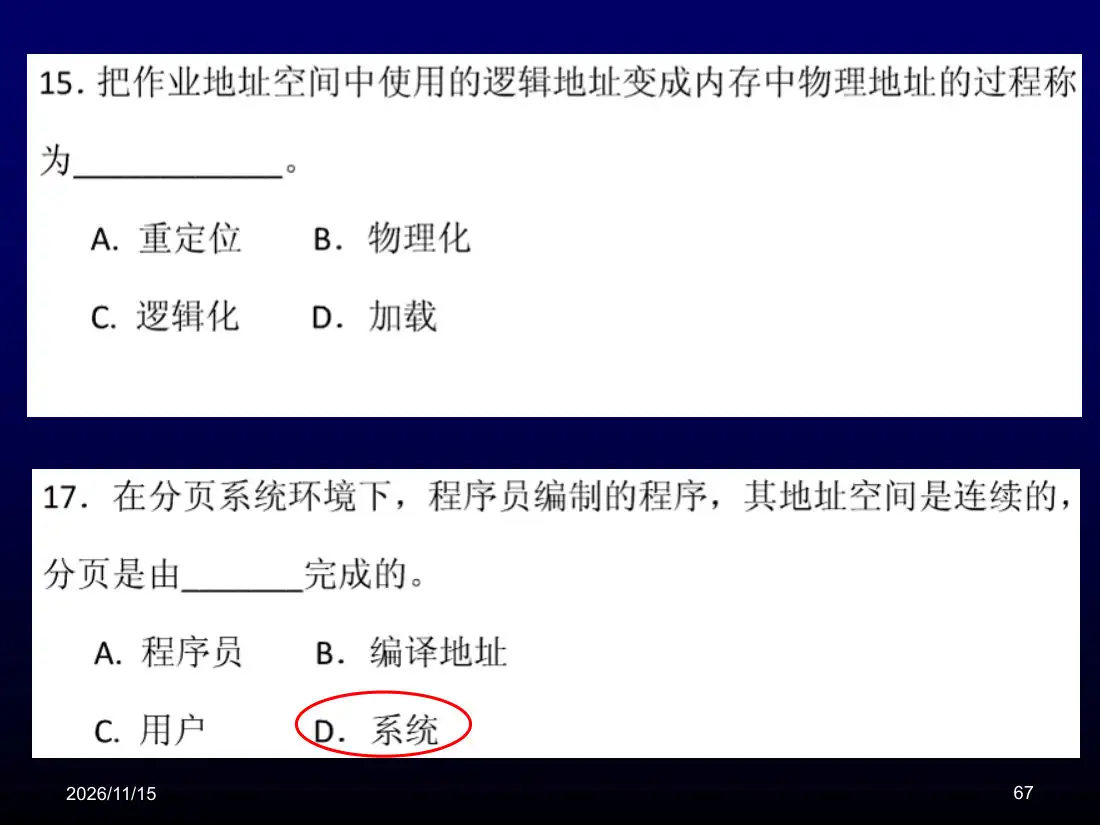 15. 把作业地址空间中使用的逻辑地址变成内存中物理地址的过程称
为____________。
A. 重定位 B. 物理化
C. 逻辑化 D. 加载
17. 在分页系统环境下，程序员编制的程序，其地址空间是连续的，
分页是由_______完成的。
A. 程序员 B. 编译地址
C. 用户 D. 系统
2026/11/15 67